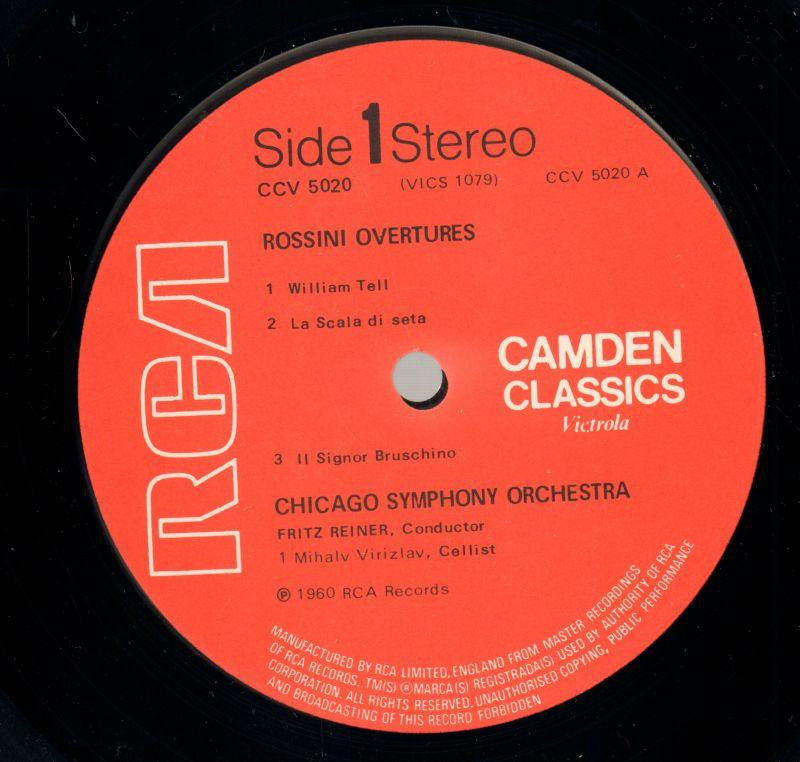 Side 1 Stereo
CCV 5020 (VICS 1079) CCV 5020 A
ROSSINI OVERTURES
1 William Tell
2 La Scala di seta
CAMDEN
CLASSICS
Victrola
3 Il Signor Bruschino
CHICAGO SYMPHONY ORCHESTRA
FRITZ REINER, Conductor
1 Mihalv Virizlav, Cellist
℗ 1960 RCA Records
RCA
MANUFACTURED BY RCA LIMITED, ENGLAND FROM MASTER RECORDINGS
OF RCA RECORDS. TM(S) ® MARCA(S) REGISTRADA(S) USED BY AUTHORITY OF RCA
CORPORATION. ALL RIGHTS RESERVED. UNAUTHORISED COPYING, PUBLIC PERFORMANCE
AND BROADCASTING OF THIS RECORD FORBIDDEN